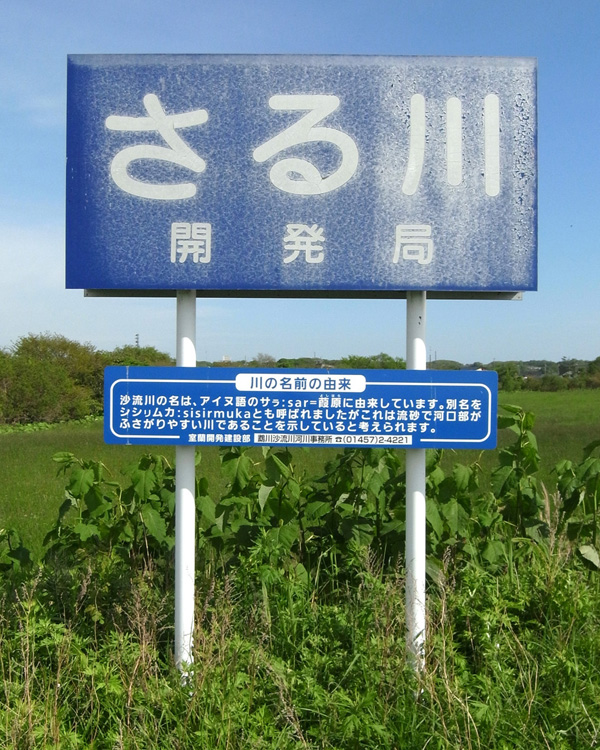 さる川
開発局
川の名前の由来
沙流川の名は、アイヌ語のサㇻ:sar=葭原に由来しています。別名を
シシㇼムカ:sisirmukaとも呼ばれましたがこれは流砂で河口部が
ふさがりやすい川であることを示していると考えられます。
室蘭開発建設部 鵡川沙流川河川事務所 ☎(01457)2-4221